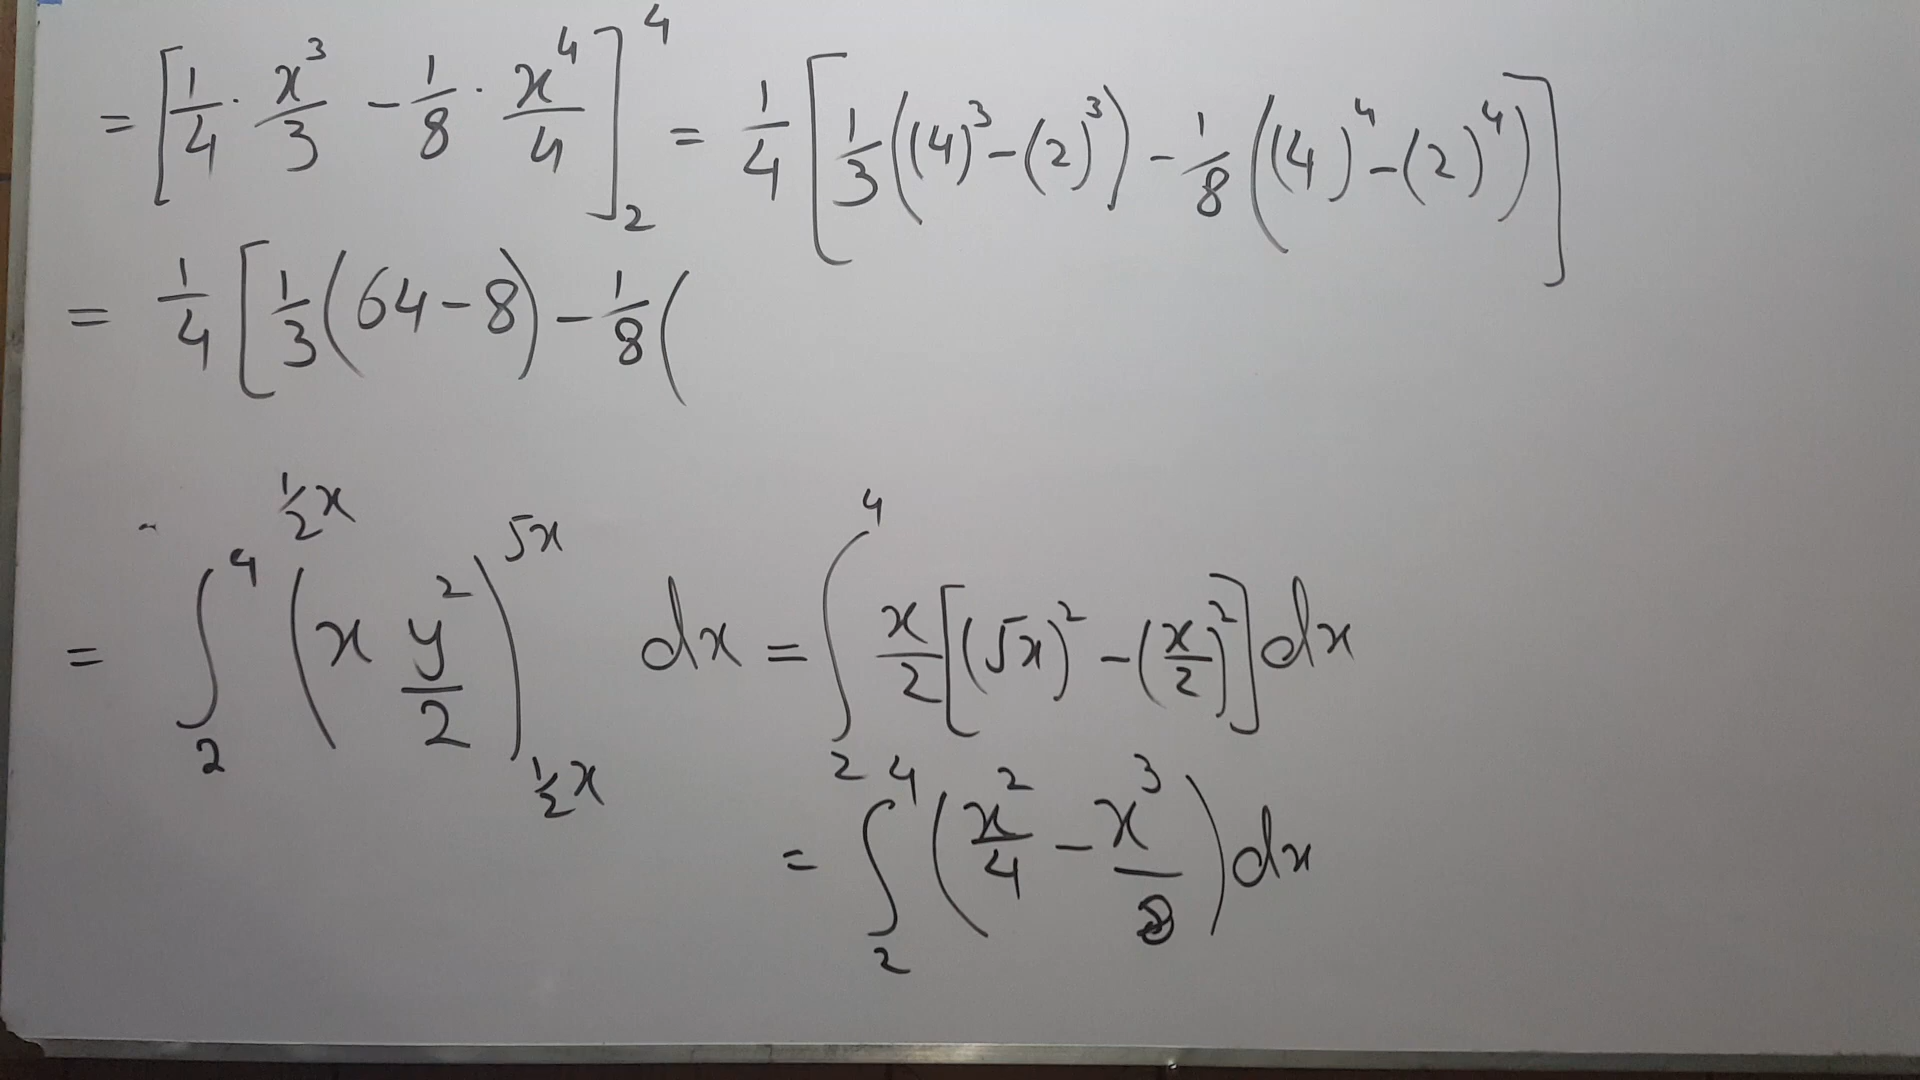 = [1/4 · x³/3 - 1/8 · x⁴/4]₂⁴ = 1/4 [1/3((4)³-(2)³) - 1/8((4)⁴-(2)⁴)]
= 1/4 [1/3(64-8) - 1/8(
½x
= ∫₂⁴ (x y²/2)_{½x}^{√x} dx = ∫₂⁴ x/2[(√x)² - (x/2)²]dx
= ∫₂⁴ (x²/4 - x³/8)dx